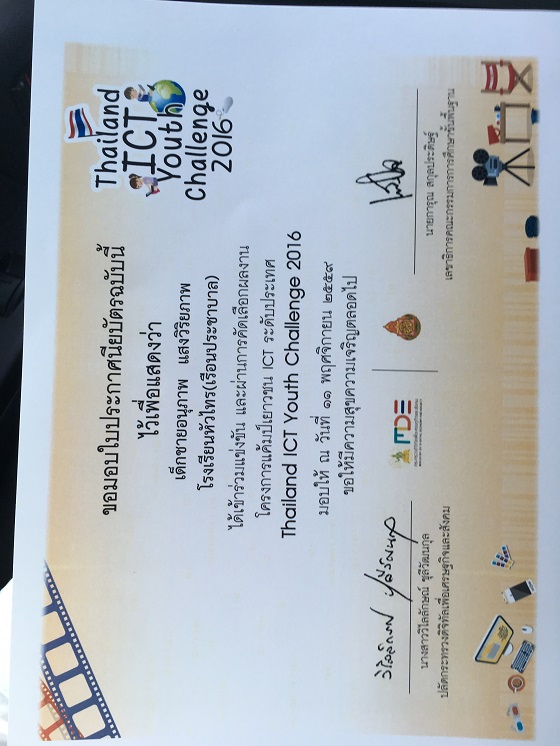 Thailand
ICT
Youth
Challenge
2016
ขอมอบใบประกาศนียบัตรฉบับนี้
ไว้เพื่อแสดงว่า
เด็กชายอนุภาพ แสงวิริยภาพ
โรงเรียนหัวไทร(เรือนประชาบาล)
ได้เข้าร่วมแข่งขัน และผ่านการคัดเลือกผลงาน
โครงการแค้มป์เยาวชน ICT ระดับประเทศ
Thailand ICT Youth Challenge 2016
มอบให้ ณ วันที่ ๑๑ พฤศจิกายน ๒๕๕๙
ขอให้มีความสุขความเจริญตลอดไป
MDE
นางสาววิไลลักษณ์ ชุลีวัฒนกุล
ปลัดกระทรวงดิจิทัลเพื่อเศรษฐกิจและสังคม
นายการุณ สกุลประดิษฐ์
เลขาธิการคณะกรรมการการศึกษาขั้นพื้นฐาน